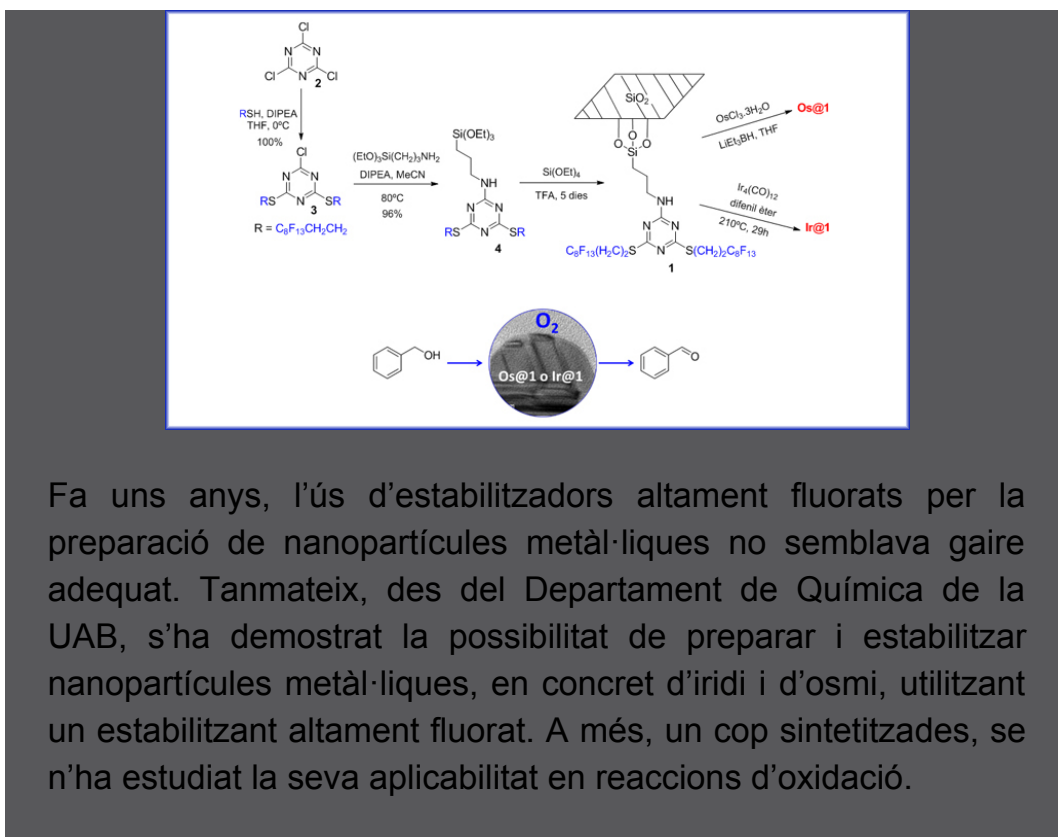 Cl
N N
Cl N Cl
2
RSH, DIPEA
THF, 0ºC
100%
Cl
N N
RS N SR
3
R = C₈F₁₃CH₂CH₂
(EtO)₃Si(CH₂)₃NH₂
DIPEA, MeCN
80ºC
96%
Si(OEt)₃
NH
N N
RS N SR
4
Si(OEt)₄
TFA, 5 dies
SiO₂
O O O
Si
NH
N N
C₈F₁₃(H₂C)₂S N S(CH₂)₂C₈F₁₃
1
OsCl₃.3H₂O
LiEt₃BH, THF
Os@1
Ir₄(CO)₁₂
difenil èter
210ºC, 29h
Ir@1
OH
O₂
Os@1 o Ir@1
O
Fa uns anys, l’ús d’estabilitzadors altament fluorats per la
preparació de nanopartícules metàl·liques no semblava gaire
adequat. Tanmateix, des del Departament de Química de la
UAB, s’ha demostrat la possibilitat de preparar i estabilitzar
nanopartícules metàl·liques, en concret d’iridi i d’osmi, utilitzant
un estabilitzant altament fluorat. A més, un cop sintetitzades, se
n’ha estudiat la seva aplicabilitat en reaccions d’oxidació.